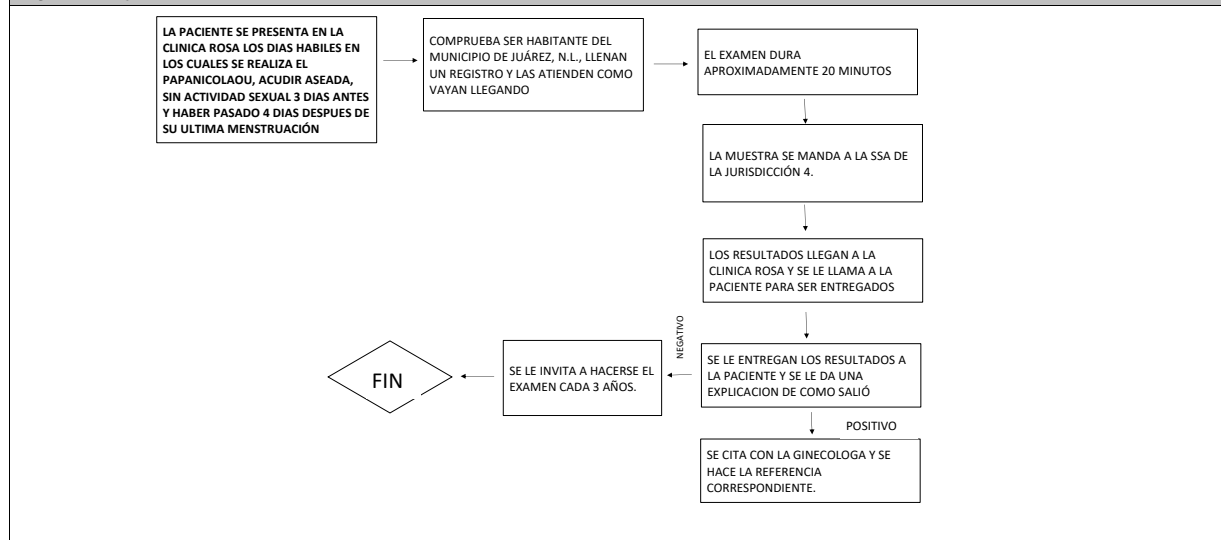 LA PACIENTE SE PRESENTA EN LA
CLINICA ROSA LOS DIAS HABILES EN
LOS CUALES SE REALIZA EL
PAPANICOLAOU, ACUDIR ASEADA,
SIN ACTIVIDAD SEXUAL 3 DIAS ANTES
Y HABER PASADO 4 DIAS DESPUES DE
SU ULTIMA MENSTRUACIÓN
COMPRUEBA SER HABITANTE DEL
MUNICIPIO DE JUÁREZ, N.L., LLENAN
UN REGISTRO Y LAS ATIENDEN COMO
VAYAN LLEGANDO
EL EXAMEN DURA
APROXIMADAMENTE 20 MINUTOS
LA MUESTRA SE MANDA A LA SSA DE
LA JURISDICCIÓN 4.
LOS RESULTADOS LLEGAN A LA
CLINICA ROSA Y SE LE LLAMA A LA
PACIENTE PARA SER ENTREGADOS
SE LE ENTREGAN LOS RESULTADOS A
LA PACIENTE Y SE LE DA UNA
EXPLICACION DE COMO SALIÓ
NEGATIVO
SE LE INVITA A HACERSE EL
EXAMEN CADA 3 AÑOS.
FIN
POSITIVO
SE CITA CON LA GINECOLOGA Y SE
HACE LA REFERENCIA
CORRESPONDIENTE.